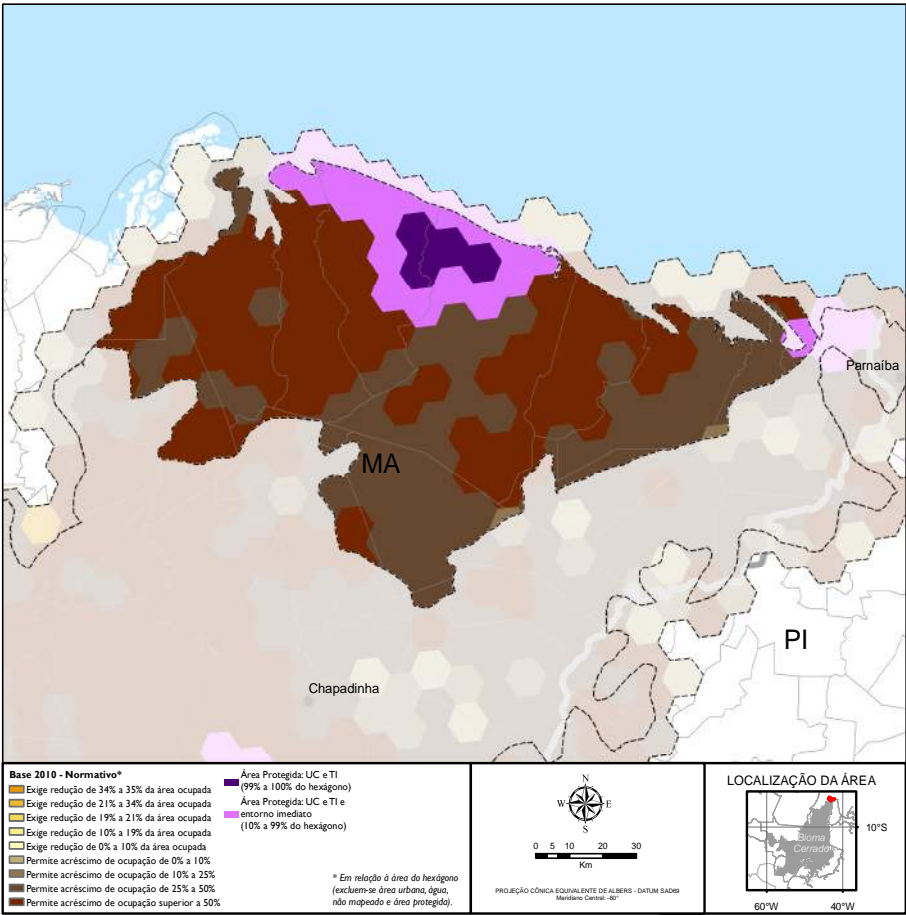 Parnaíba
MA
PI
Chapadinha
Base 2010 - Normativo*
Exige redução de 34% a 35% da área ocupada
Exige redução de 21% a 34% da área ocupada
Exige redução de 19% a 21% da área ocupada
Exige redução de 10% a 19% da área ocupada
Exige redução de 0% a 10% da área ocupada
Permite acréscimo de ocupação de 0% a 10%
Permite acréscimo de ocupação de 10% a 25%
Permite acréscimo de ocupação de 25% a 50%
Permite acréscimo de ocupação superior a 50%
Área Protegida: UC e TI
(99% a 100% do hexágono)
Área Protegida: UC e TI e
entorno imediato
(10% a 99% do hexágono)
* Em relação à área do hexágono
(excluem-se área urbana, água,
não mapeado e área protegida).
N
W E
S
0 5 10 20 30
Km
PROJEÇÃO CÔNICA EQUIVALENTE DE ALBERS - DATUM SAD69
Meridiano Central: -60°
LOCALIZAÇÃO DA ÁREA
10°S
Bioma
Cerrado
60°W 40°W